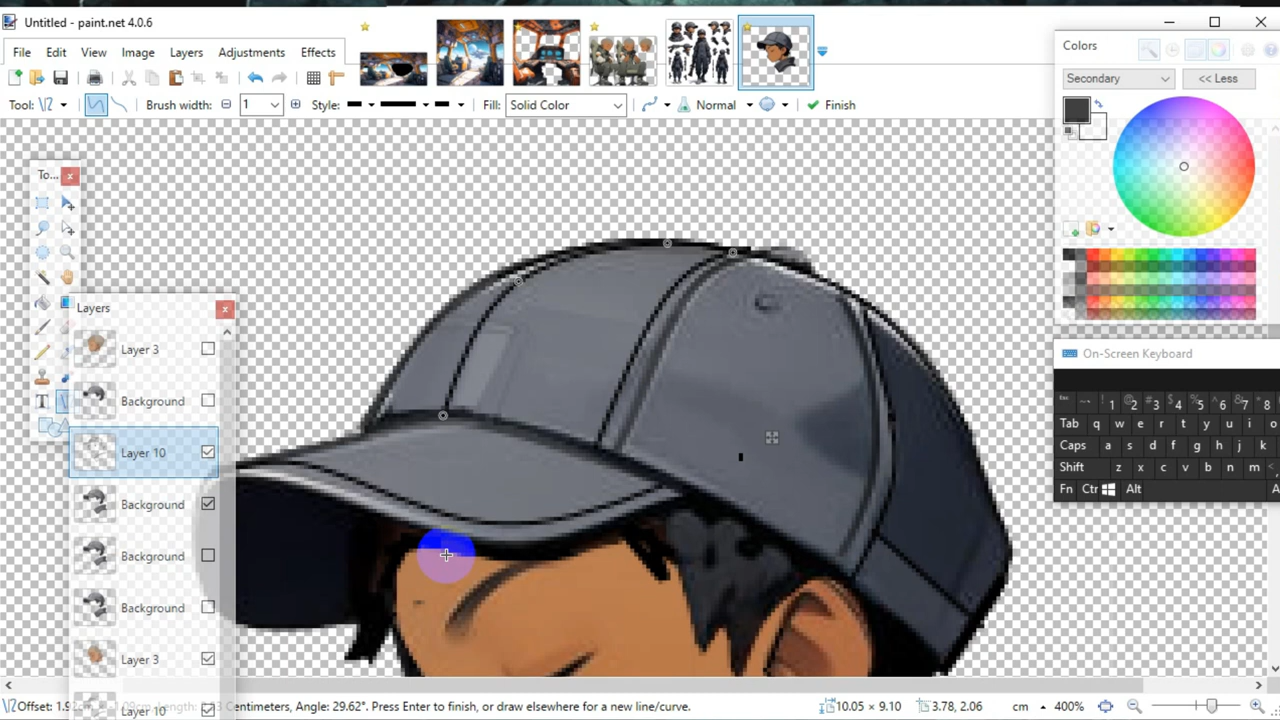 Untitled - paint.net 4.0.6
File Edit View Image Layers Adjustments Effects
Tool: Brush width: 1 Style: Fill: Solid Color Normal Finish
Colors
Secondary << Less
To...
Layers
Layer 3
Background
Layer 10
Background
Background
Background
Layer 3
Layer 10
On-Screen Keyboard
Esc ~` ! 1 @ 2 # 3 $ 4 % 5 ^ 6 & 7 * 8
Tab q w e r t y u i o
Caps a s d f g h j k
Shift z x c v b n m <
Fn Ctr Alt A
Centimeters, Angle: 29.62°. Press Enter to finish, or draw elsewhere for a new line/curve. 10.05 × 9.10 3.78, 2.06 cm 400%